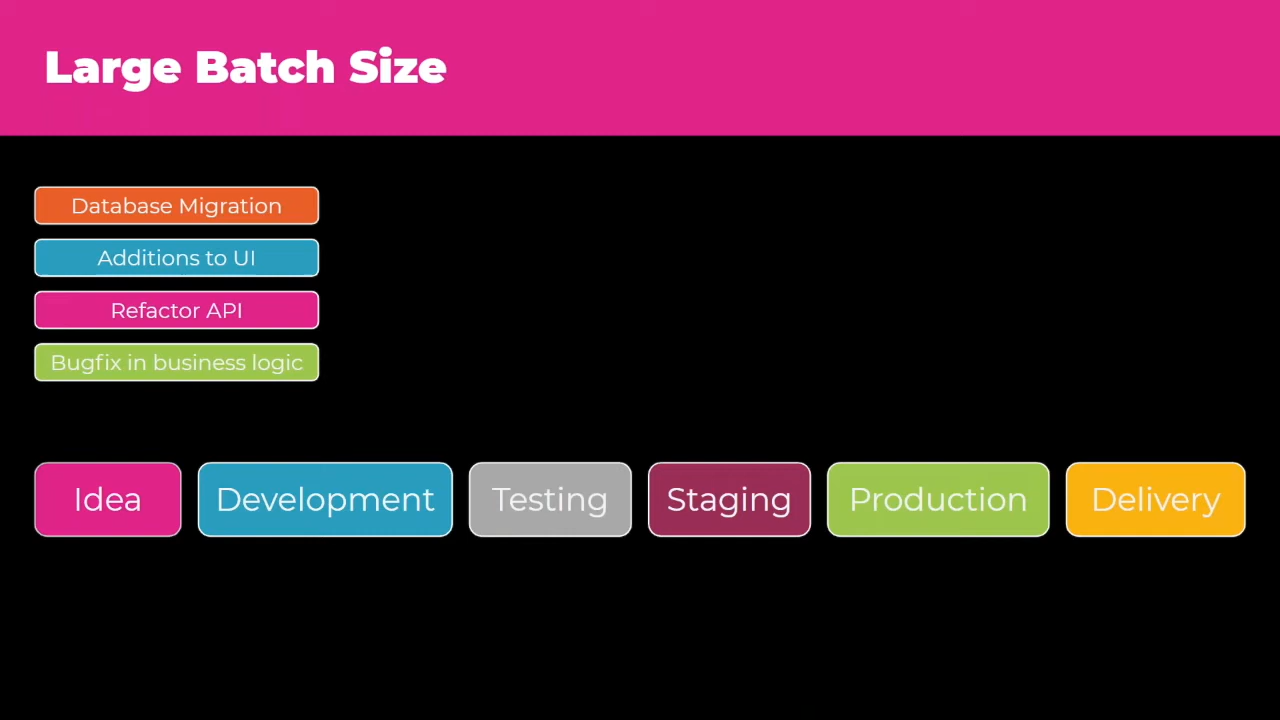 Large Batch Size
Database Migration
Additions to UI
Refactor API
Bugfix in business logic
Idea
Development
Testing
Staging
Production
Delivery